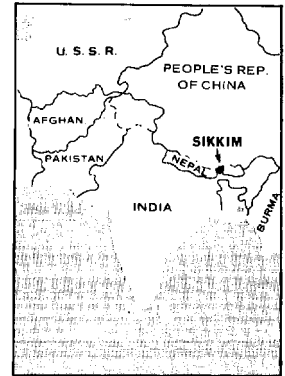 U. S. S. R.
PEOPLE'S REP.
OF CHINA
AFGHAN.
SIKKIM
PAKISTAN
NEPAL
INDIA
BURMA